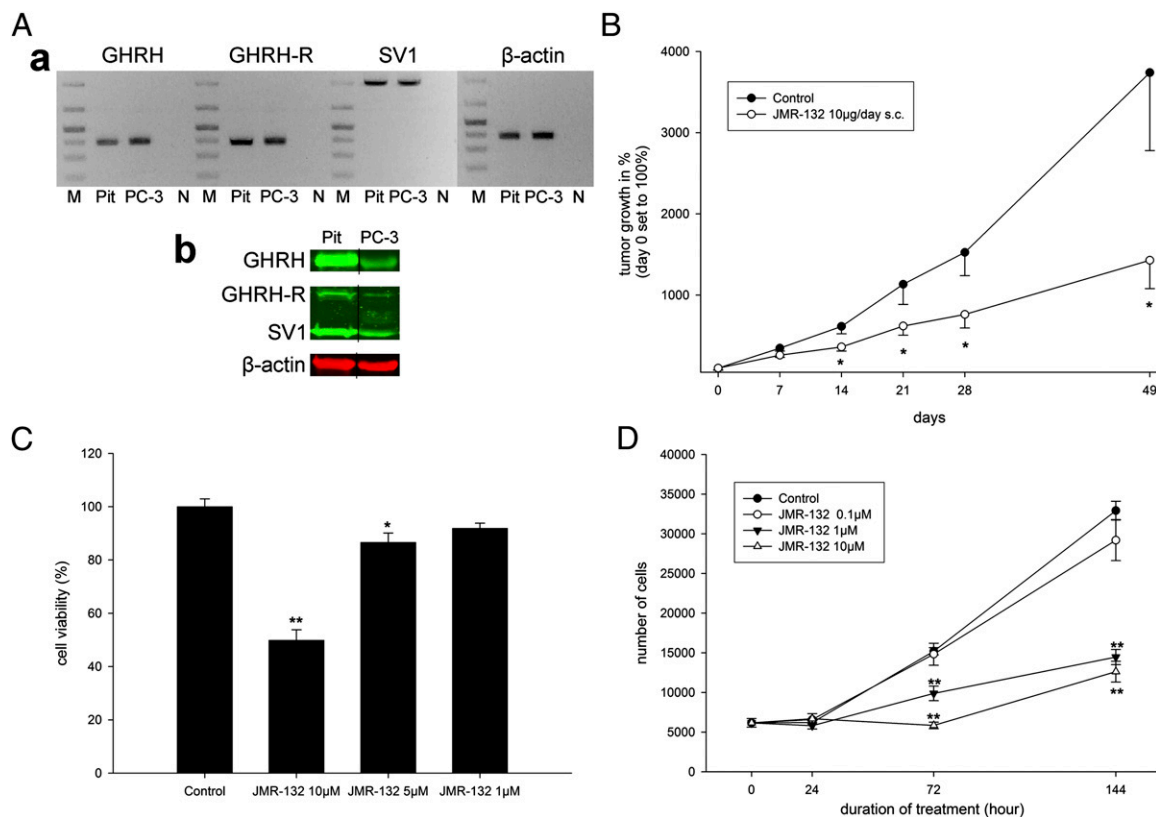 A
a
GHRH GHRH-R SV1 β-actin
M Pit PC-3 N M Pit PC-3 N M Pit PC-3 N M Pit PC-3 N
b
Pit PC-3
GHRH
GHRH-R
SV1
β-actin
B
tumor growth in %
(day 0 set to 100%)
4000
3000
2000
1000
Control
JMR-132 10µg/day s.c.
* * * *
0 7 14 21 28 49
days
C
cell viability (%)
120
100
80
60
40
20
0
**
*
Control JMR-132 10µM JMR-132 5µM JMR-132 1µM
D
number of cells
40000
35000
30000
25000
20000
15000
10000
5000
0
Control
JMR-132 0.1µM
JMR-132 1µM
JMR-132 10µM
** **
** **
0 24 72 144
duration of treatment (hour)